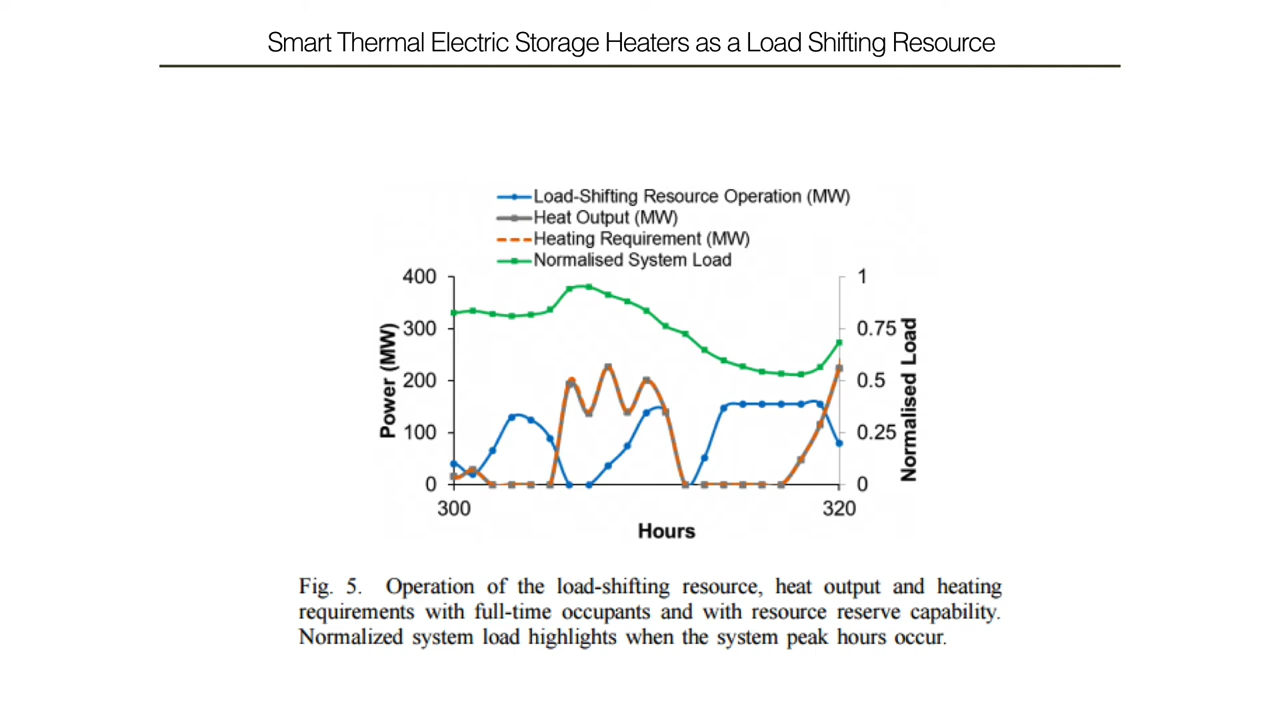 Smart Thermal Electric Storage Heaters as a Load Shifting Resource
Load-Shifting Resource Operation (MW)
Heat Output (MW)
Heating Requirement (MW)
Normalised System Load
400
300
200
100
0
Power (MW)
1
0.75
0.5
0.25
0
Normalised Load
300
320
Hours
Fig. 5. Operation of the load-shifting resource, heat output and heating
requirements with full-time occupants and with resource reserve capability.
Normalized system load highlights when the system peak hours occur.